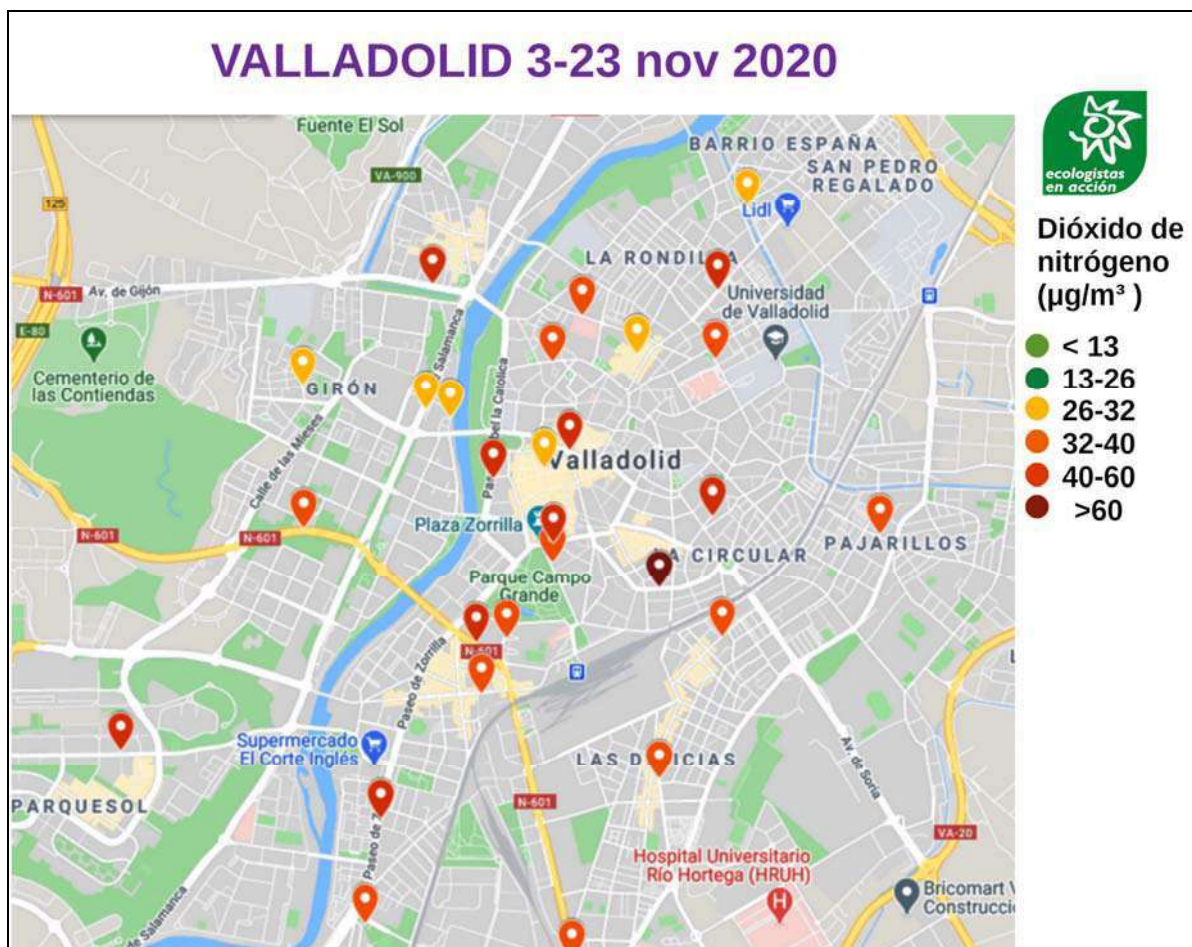 VALLADOLID 3-23 nov 2020
Fuente El Sol
BARRIO ESPAÑA
SAN PEDRO
REGALADO
VA-900
Lidl
125
LA RONDILLA
N-601
Av. de Gijón
Universidad
de Valladolid
E-80
Cementerio de
las Contiendas
GIRÓN
Salamanca
Calle de las Mieses
Valladolid
Plaza Zorrilla
N-601
N-601
LA CIRCULAR
PAJARILLOS
Parque Campo
Grande
N-601
Paseo de Zorrilla
Supermercado
El Corte Inglés
LAS DELICIAS
Av. de Soria
PARQUESOL
N-601
Paseo de Z
VA-20
Hospital Universitario
Río Hortega (HRUH)
H
Bricomart V
Construcci
de Salamanca
ecologistas
en acción
Dióxido de
nitrógeno
(µg/m³ )
< 13
13-26
26-32
32-40
40-60
>60